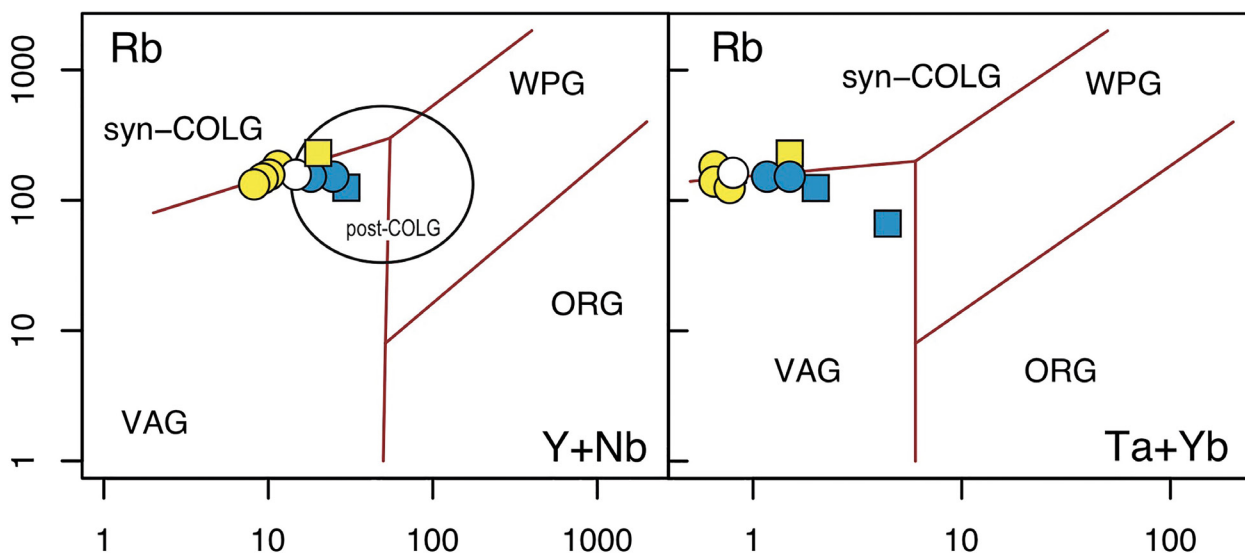 Rb
WPG
syn−COLG
post-COLG
ORG
VAG
Y+Nb
1000
100
10
1
1
10
100
1000
Rb
syn−COLG
WPG
VAG
ORG
Ta+Yb
1
10
100